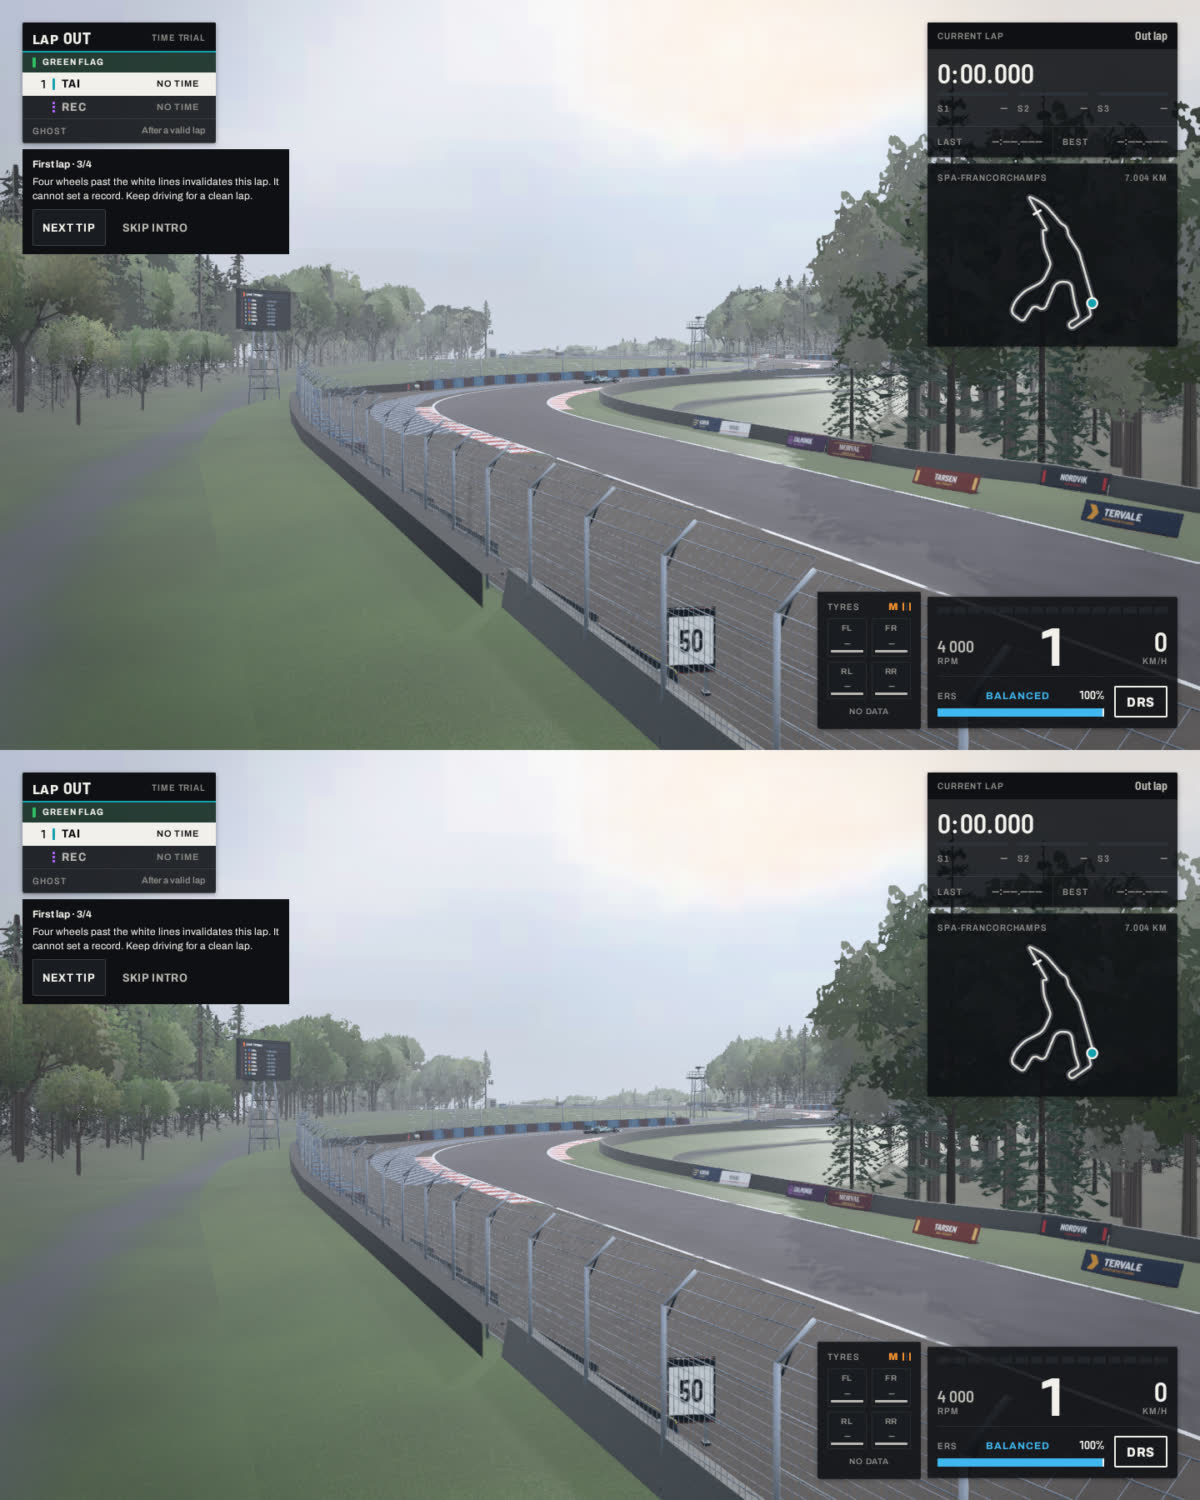 LAP OUT TIME TRIAL
GREEN FLAG
1 TAI NO TIME
REC NO TIME
GHOST After a valid lap
First lap · 3/4
Four wheels past the white lines invalidates this lap. It
cannot set a record. Keep driving for a clean lap.
NEXT TIP SKIP INTRO
CURRENT LAP Out lap
0:00.000
S1 — S2 — S3 —
LAST —:——.——— BEST —:——.———
SPA-FRANCORCHAMPS 7.004 KM
NORVAL
TARSEN
NORDVIK
TERVALE
50
TYRES M
FL FR
– –
RL RR
– –
NO DATA
4 000 1 0
RPM KM/H
ERS BALANCED 100% DRS
LAP OUT TIME TRIAL
GREEN FLAG
1 TAI NO TIME
REC NO TIME
GHOST After a valid lap
First lap · 3/4
Four wheels past the white lines invalidates this lap. It
cannot set a record. Keep driving for a clean lap.
NEXT TIP SKIP INTRO
CURRENT LAP Out lap
0:00.000
S1 — S2 — S3 —
LAST —:——.——— BEST —:——.———
SPA-FRANCORCHAMPS 7.004 KM
NORVAL
TARSEN
NORDVIK
TERVALE
50
TYRES M
FL FR
– –
RL RR
– –
NO DATA
4 000 1 0
RPM KM/H
ERS BALANCED 100% DRS